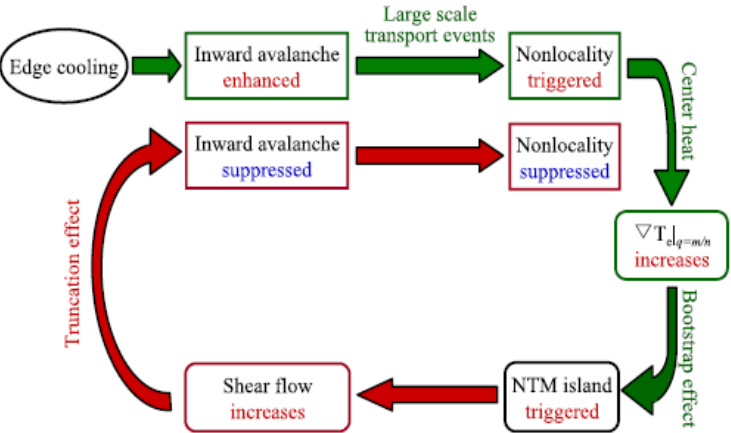 Large scale
transport events
Edge cooling
Inward avalanche
enhanced
Nonlocality
triggered
Center heat
Inward avalanche
suppressed
Nonlocality
suppressed
▽Tₑ|q=m/n
increases
Truncation effect
Bootstrap effect
Shear flow
increases
NTM island
triggered